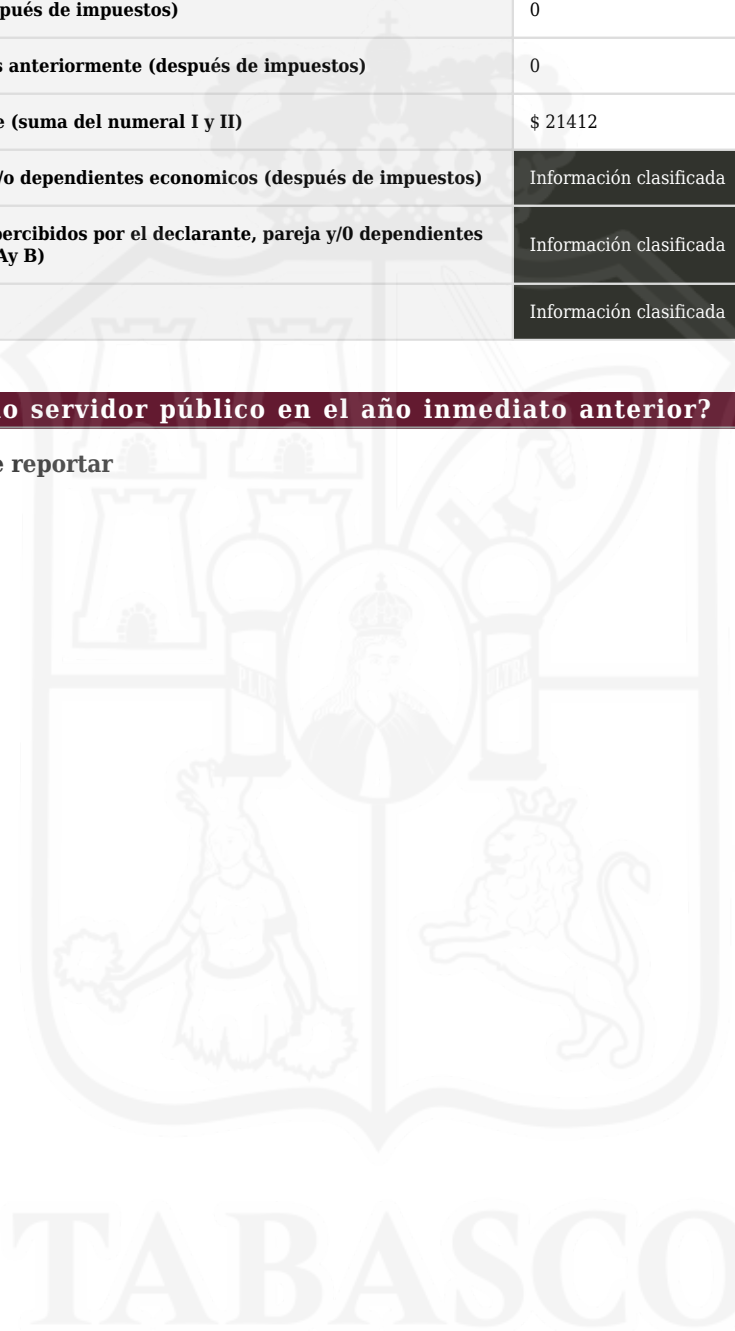 pués de impuestos) 0
s anteriormente (después de impuestos) 0
e (suma del numeral I y II) $ 21412
/o dependientes economicos (después de impuestos) Información clasificada
percibidos por el declarante, pareja y/0 dependientes
Ay B) Información clasificada
Información clasificada
o servidor público en el año inmediato anterior?
e reportar
PLUS ULTRA
TABASCO